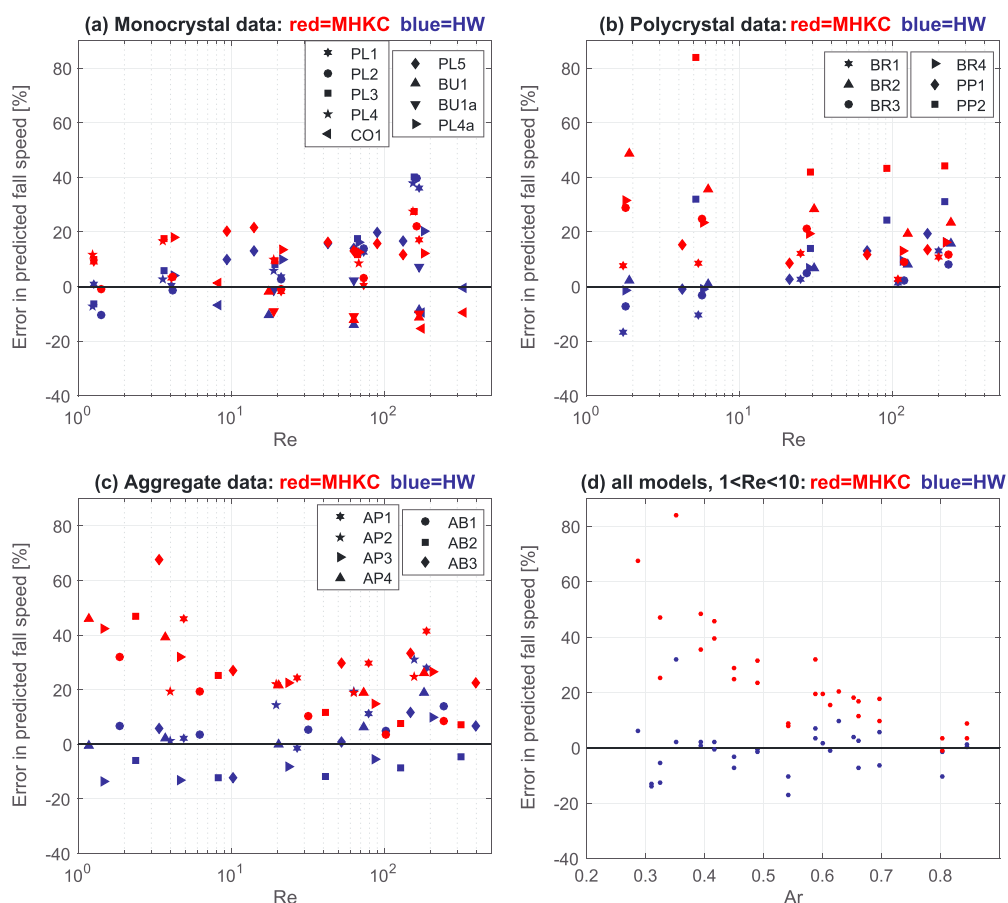 (a) Monocrystal data: red=MHKC blue=HW
Error in predicted fall speed [%]
80
60
40
20
0
-20
-40
PL1
PL2
PL3
PL4
CO1
PL5
BU1
BU1a
PL4a
10^0
10^1
10^2
Re
(b) Polycrystal data: red=MHKC blue=HW
Error in predicted fall speed [%]
80
60
40
20
0
-20
-40
BR1
BR2
BR3
BR4
PP1
PP2
10^0
10^1
10^2
Re
(c) Aggregate data: red=MHKC blue=HW
Error in predicted fall speed [%]
80
60
40
20
0
-20
-40
AP1
AP2
AP3
AP4
AB1
AB2
AB3
10^0
10^1
10^2
Re
(d) all models, 1<Re<10: red=MHKC blue=HW
Error in predicted fall speed [%]
80
60
40
20
0
-20
-40
0.2 0.3 0.4 0.5 0.6 0.7 0.8
Ar